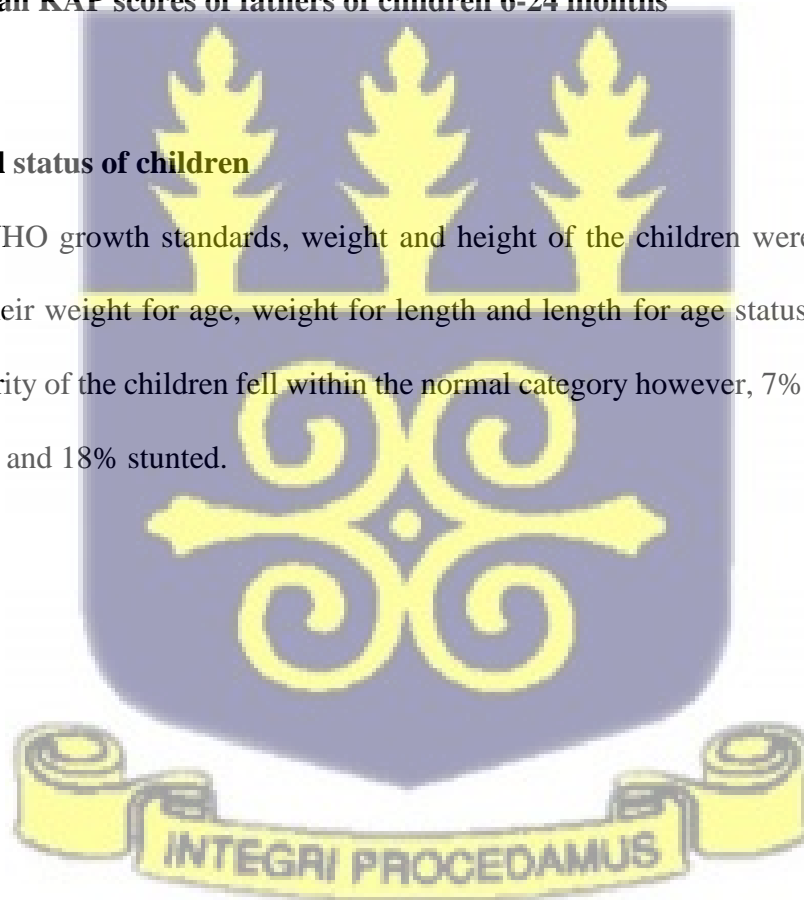 an KAP scores of fathers of children 6-24 months
status of children
HO growth standards, weight and height of the children were
eir weight for age, weight for length and length for age status
rity of the children fell within the normal category however, 7%
and 18% stunted.
INTEGRI PROCEDAMUS